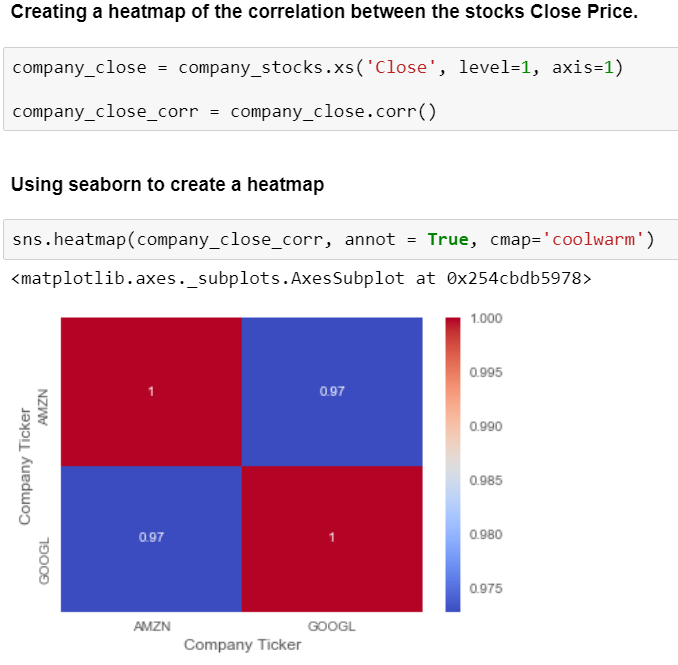 Creating a heatmap of the correlation between the stocks Close Price.
company_close = company_stocks.xs('Close', level=1, axis=1)
company_close_corr = company_close.corr()
Using seaborn to create a heatmap
sns.heatmap(company_close_corr, annot = True, cmap='coolwarm')
<matplotlib.axes._subplots.AxesSubplot at 0x254cbdb5978>
Company Ticker
AMZN
GOOGL
1
0.97
0.97
1
AMZN
GOOGL
Company Ticker
1.000
0.995
0.990
0.985
0.980
0.975